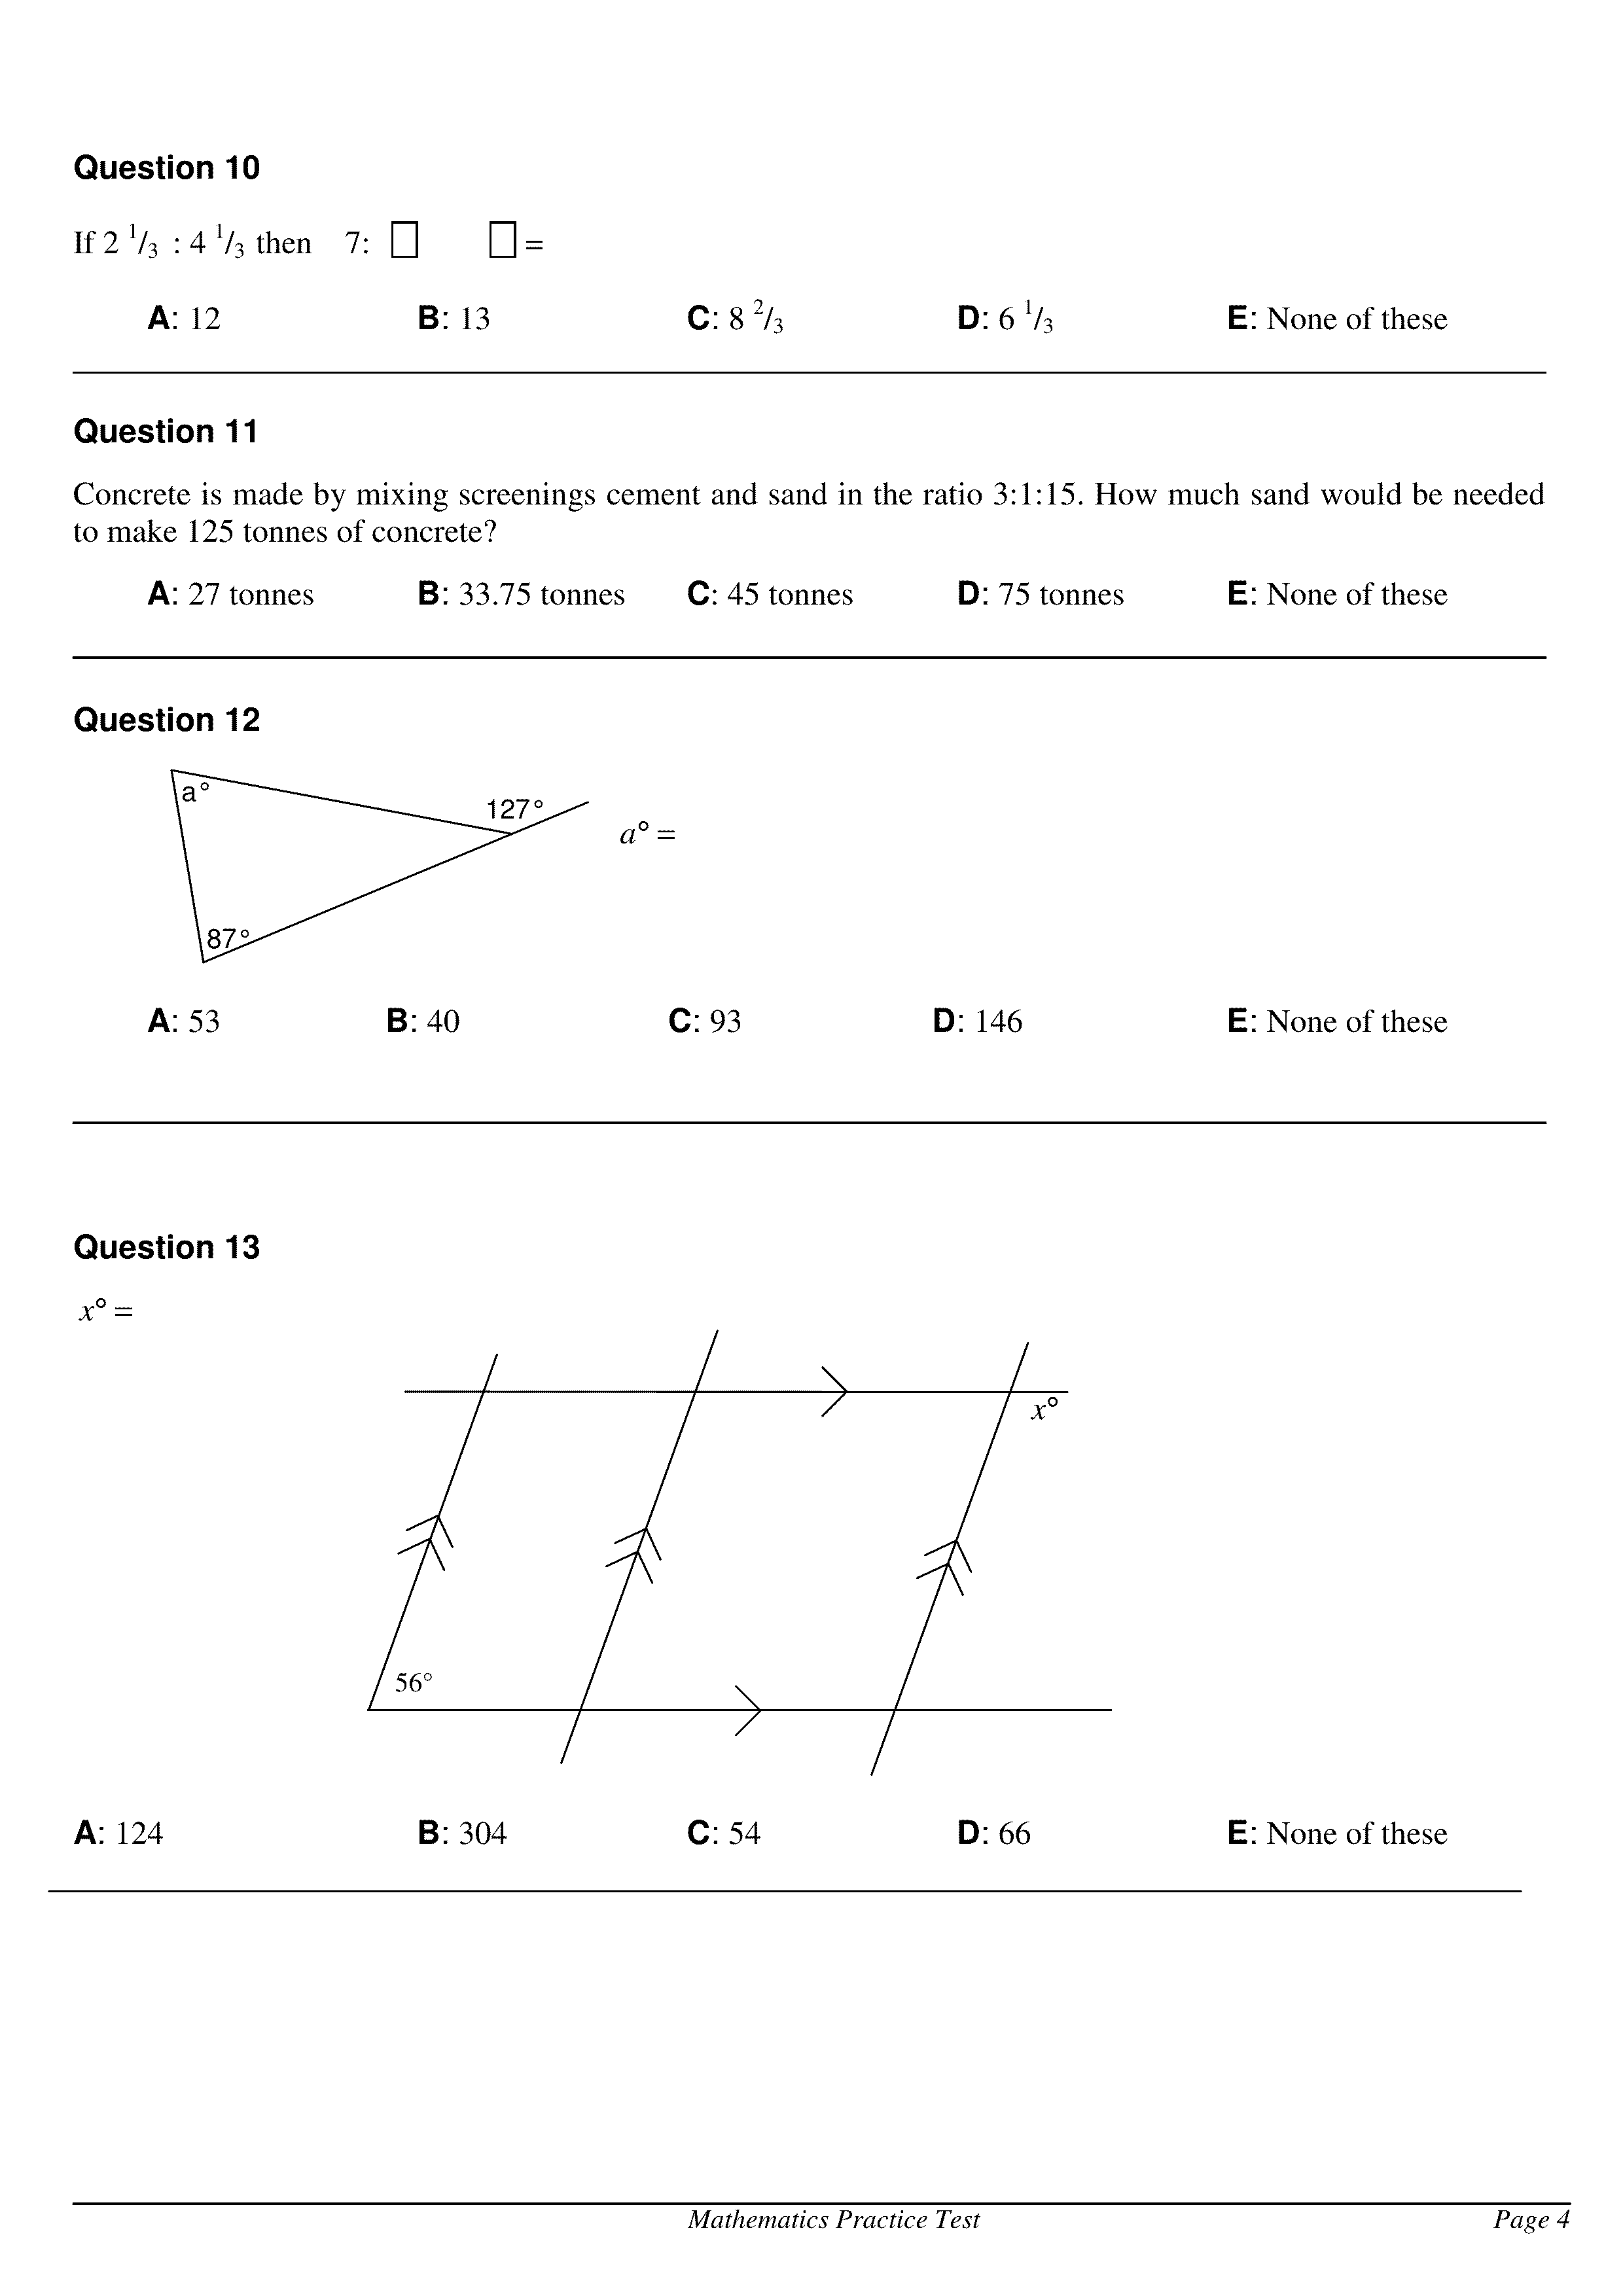 Question 10
If 2 1/3 : 4 1/3 then 7: □ □ =
A: 12 B: 13 C: 8 2/3 D: 6 1/3 E: None of these
Question 11
Concrete is made by mixing screenings cement and sand in the ratio 3:1:15. How much sand would be needed
to make 125 tonnes of concrete?
A: 27 tonnes B: 33.75 tonnes C: 45 tonnes D: 75 tonnes E: None of these
Question 12
a°
127°
a° =
87°
A: 53 B: 40 C: 93 D: 146 E: None of these
Question 13
x° =
x°
56°
A: 124 B: 304 C: 54 D: 66 E: None of these
Mathematics Practice Test Page 4